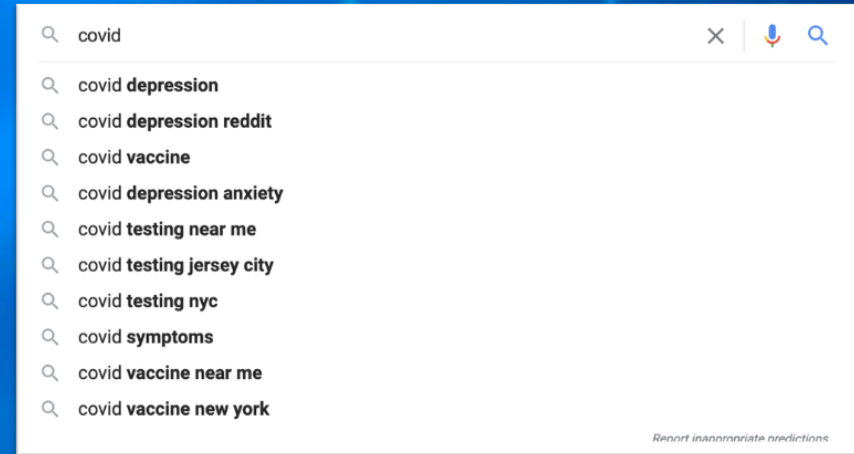 covid
covid depression
covid depression reddit
covid vaccine
covid depression anxiety
covid testing near me
covid testing jersey city
covid testing nyc
covid symptoms
covid vaccine near me
covid vaccine new york
Report inappropriate predictions